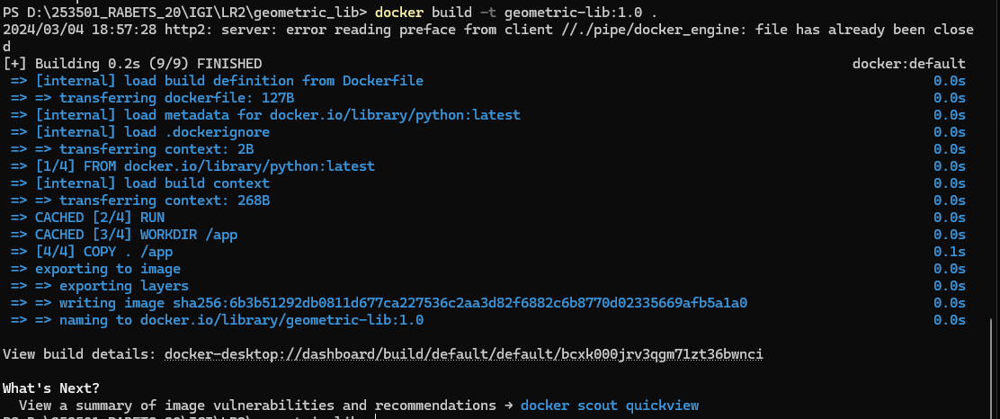 PS D:\253501_RABETS_20\IGI\LR2\geometric_lib> docker build -t geometric-lib:1.0 .
2024/03/04 18:57:28 http2: server: error reading preface from client //./pipe/docker_engine: file has already been close
d
[+] Building 0.2s (9/9) FINISHED docker:default
=> [internal] load build definition from Dockerfile 0.0s
=> => transferring dockerfile: 127B 0.0s
=> [internal] load metadata for docker.io/library/python:latest 0.0s
=> [internal] load .dockerignore 0.0s
=> => transferring context: 2B 0.0s
=> [1/4] FROM docker.io/library/python:latest 0.0s
=> [internal] load build context 0.0s
=> => transferring context: 268B 0.0s
=> CACHED [2/4] RUN 0.0s
=> CACHED [3/4] WORKDIR /app 0.0s
=> [4/4] COPY . /app 0.1s
=> exporting to image 0.0s
=> => exporting layers 0.0s
=> => writing image sha256:6b3b51292db0811d677ca227536c2aa3d82f6882c6b8770d02335669afb5a1a0 0.0s
=> => naming to docker.io/library/geometric-lib:1.0 0.0s
View build details: docker-desktop://dashboard/build/default/default/bcxk000jrv3qgm71zt36bwnci
What's Next?
View a summary of image vulnerabilities and recommendations → docker scout quickview
PS D:\253501_RABETS_20\IGI\LR2\geometric_lib>